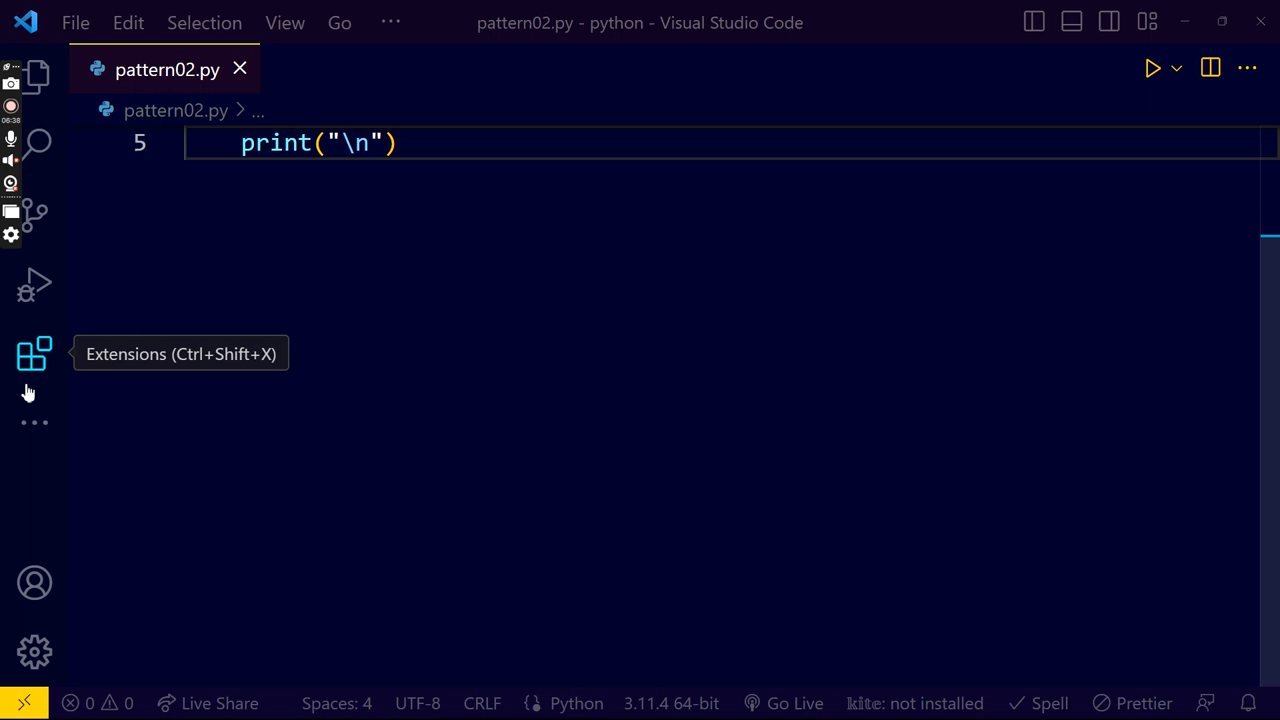 File Edit Selection View Go ··· pattern02.py - python - Visual Studio Code
pattern02.py
pattern02.py > ...
5 print("\n")
06:38
Extensions (Ctrl+Shift+X)
0 0 Live Share Spaces: 4 UTF-8 CRLF Python 3.11.4 64-bit Go Live kite: not installed Spell Prettier